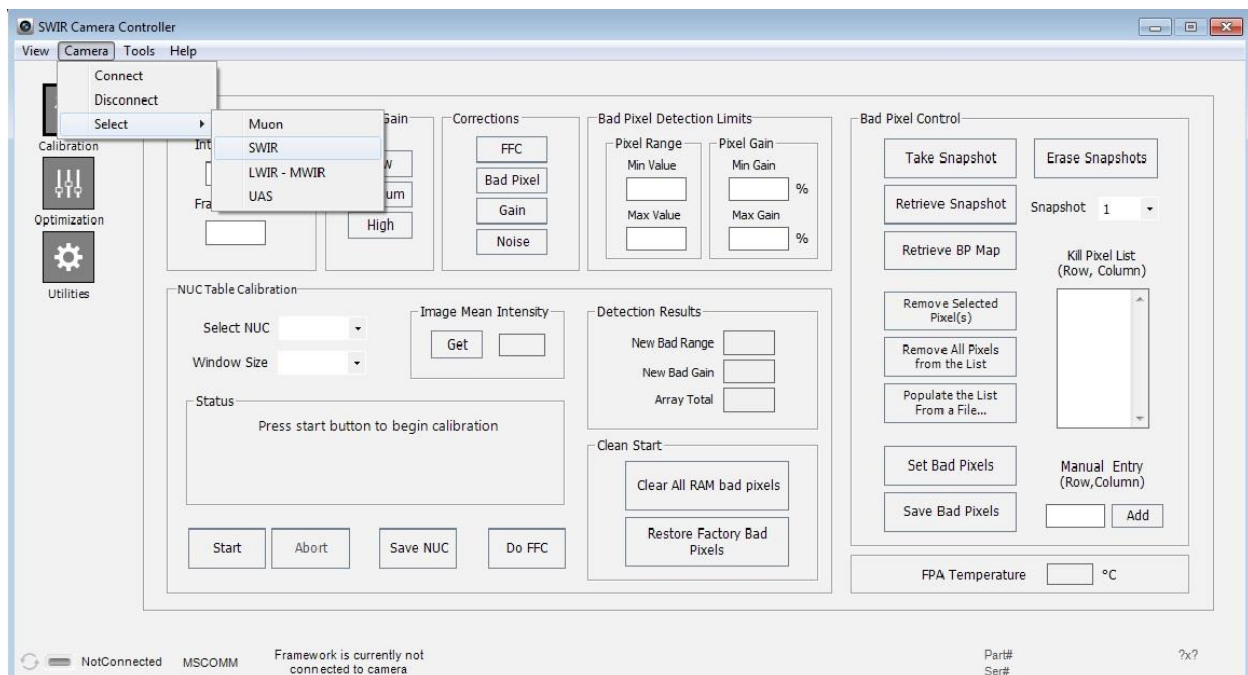 SWIR Camera Controller
View Camera Tools Help
Connect
Disconnect
Select
Muon
SWIR
LWIR - MWIR
UAS
Calibration
Optimization
Utilities
Gain
High
Corrections
FFC
Bad Pixel
Gain
Noise
Bad Pixel Detection Limits
Pixel Range
Min Value
Max Value
Pixel Gain
Min Gain
%
Max Gain
%
NUC Table Calibration
Select NUC
Window Size
Image Mean Intensity
Get
Status
Press start button to begin calibration
Start
Abort
Save NUC
Do FFC
Detection Results
New Bad Range
New Bad Gain
Array Total
Clean Start
Clear All RAM bad pixels
Restore Factory Bad
Pixels
Bad Pixel Control
Take Snapshot
Erase Snapshots
Retrieve Snapshot
Snapshot 1
Retrieve BP Map
Kill Pixel List
(Row, Column)
Remove Selected
Pixel(s)
Remove All Pixels
from the List
Populate the List
From a File...
Set Bad Pixels
Save Bad Pixels
Manual Entry
(Row,Column)
Add
FPA Temperature °C
NotConnected
MSCOMM
Framework is currently not
connected to camera
Part#
Ser#
?x?